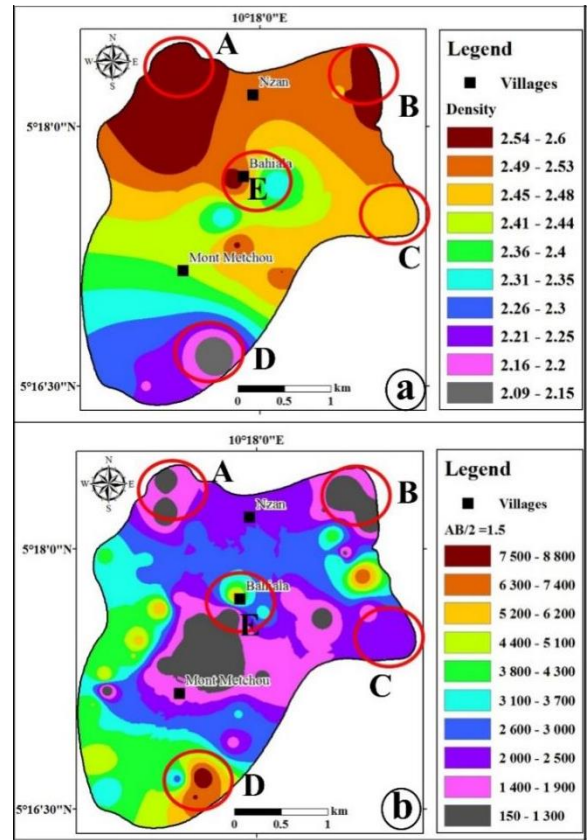 10°18'0"E
N
W E
S
A
B
Nzan
5°18'0"N
Bahiala
E
C
Mont Metchou
D
5°16'30"N
0 0.5 1
km
a
Legend
Villages
Density
2.54 - 2.6
2.49 - 2.53
2.45 - 2.48
2.41 - 2.44
2.36 - 2.4
2.31 - 2.35
2.26 - 2.3
2.21 - 2.25
2.16 - 2.2
2.09 - 2.15
10°18'0"E
N
W E
S
A
B
Nzan
5°18'0"N
Bahiala
E
C
Mont Metchou
D
5°16'30"N
0 0.5 1
km
b
Legend
Villages
AB/2 =1.5
7 500 - 8 800
6 300 - 7 400
5 200 - 6 200
4 400 - 5 100
3 800 - 4 300
3 100 - 3 700
2 600 - 3 000
2 000 - 2 500
1 400 - 1 900
150 - 1 300